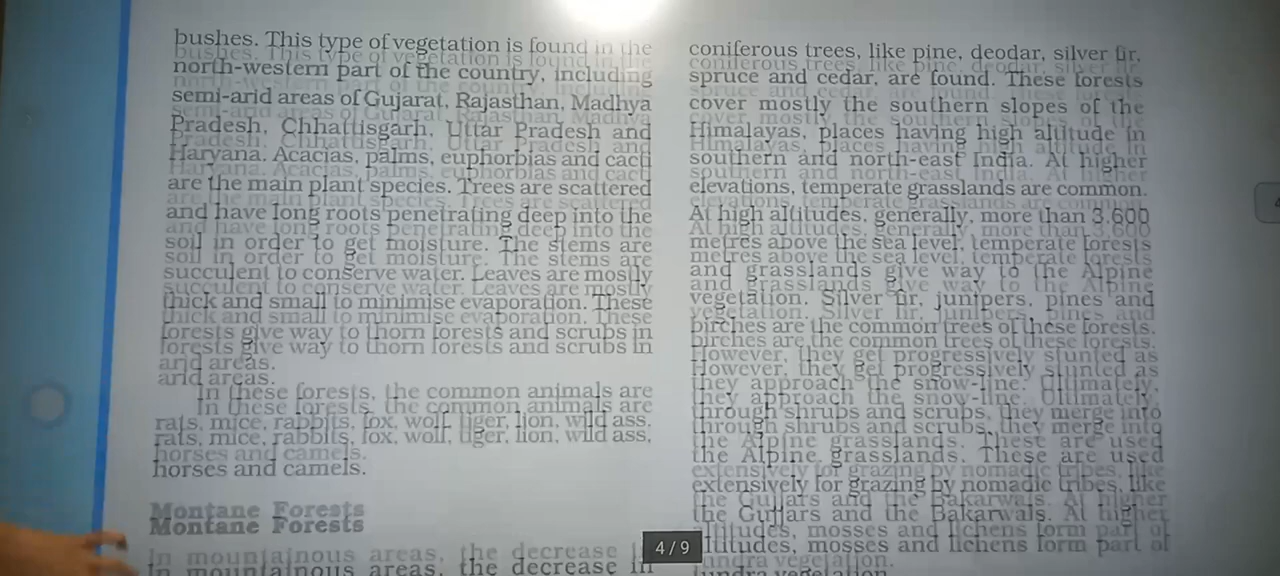 bushes. This type of vegetation is found in the
north-western part of the country, including
semi-arid areas of Gujarat, Rajasthan, Madhya
Pradesh, Chhattisgarh, Uttar Pradesh and
Haryana. Acacias, palms, euphorbias and cacti
are the main plant species. Trees are scattered
and have long roots penetrating deep into the
soil in order to get moisture. The stems are
succulent to conserve water. Leaves are mostly
thick and small to minimise evaporation. These
forests give way to thorn forests and scrubs in
arid areas.
In these forests, the common animals are
rats, mice, rabbits, fox, wolf, tiger, lion, wild ass,
horses and camels.
Montane Forests
In mountainous areas, the decrease in
coniferous trees, like pine, deodar, silver fir,
spruce and cedar, are found. These forests
cover mostly the southern slopes of the
Himalayas, places having high altitude in
southern and north-east India. At higher
elevations, temperate grasslands are common.
At high altitudes, generally, more than 3,600
metres above the sea level, temperate forests
and grasslands give way to the Alpine
vegetation. Silver fir, junipers, pines and
birches are the common trees of these forests.
However, they get progressively stunted as
they approach the snow-line. Ultimately,
through shrubs and scrubs, they merge into
the Alpine grasslands. These are used
extensively for grazing by nomadic tribes, like
the Gujjars and the Bakarwals. At higher
altitudes, mosses and lichens form part of
tundra vegetation.
4 / 9